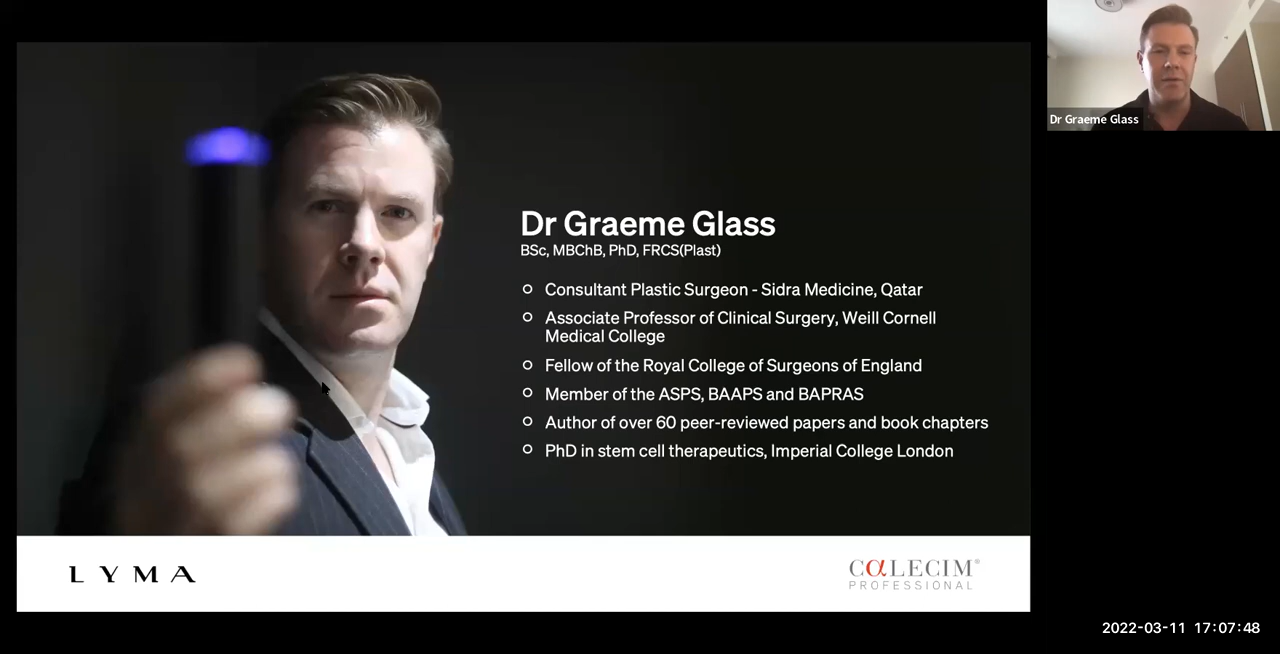 Dr Graeme Glass
BSc, MBChB, PhD, FRCS(Plast)
Consultant Plastic Surgeon - Sidra Medicine, Qatar
Associate Professor of Clinical Surgery, Weill Cornell
Medical College
Fellow of the Royal College of Surgeons of England
Member of the ASPS, BAAPS and BAPRAS
Author of over 60 peer-reviewed papers and book chapters
PhD in stem cell therapeutics, Imperial College London
LYMA
CαLECIM®
PROFESSIONAL
Dr Graeme Glass
2022-03-11 17:07:48